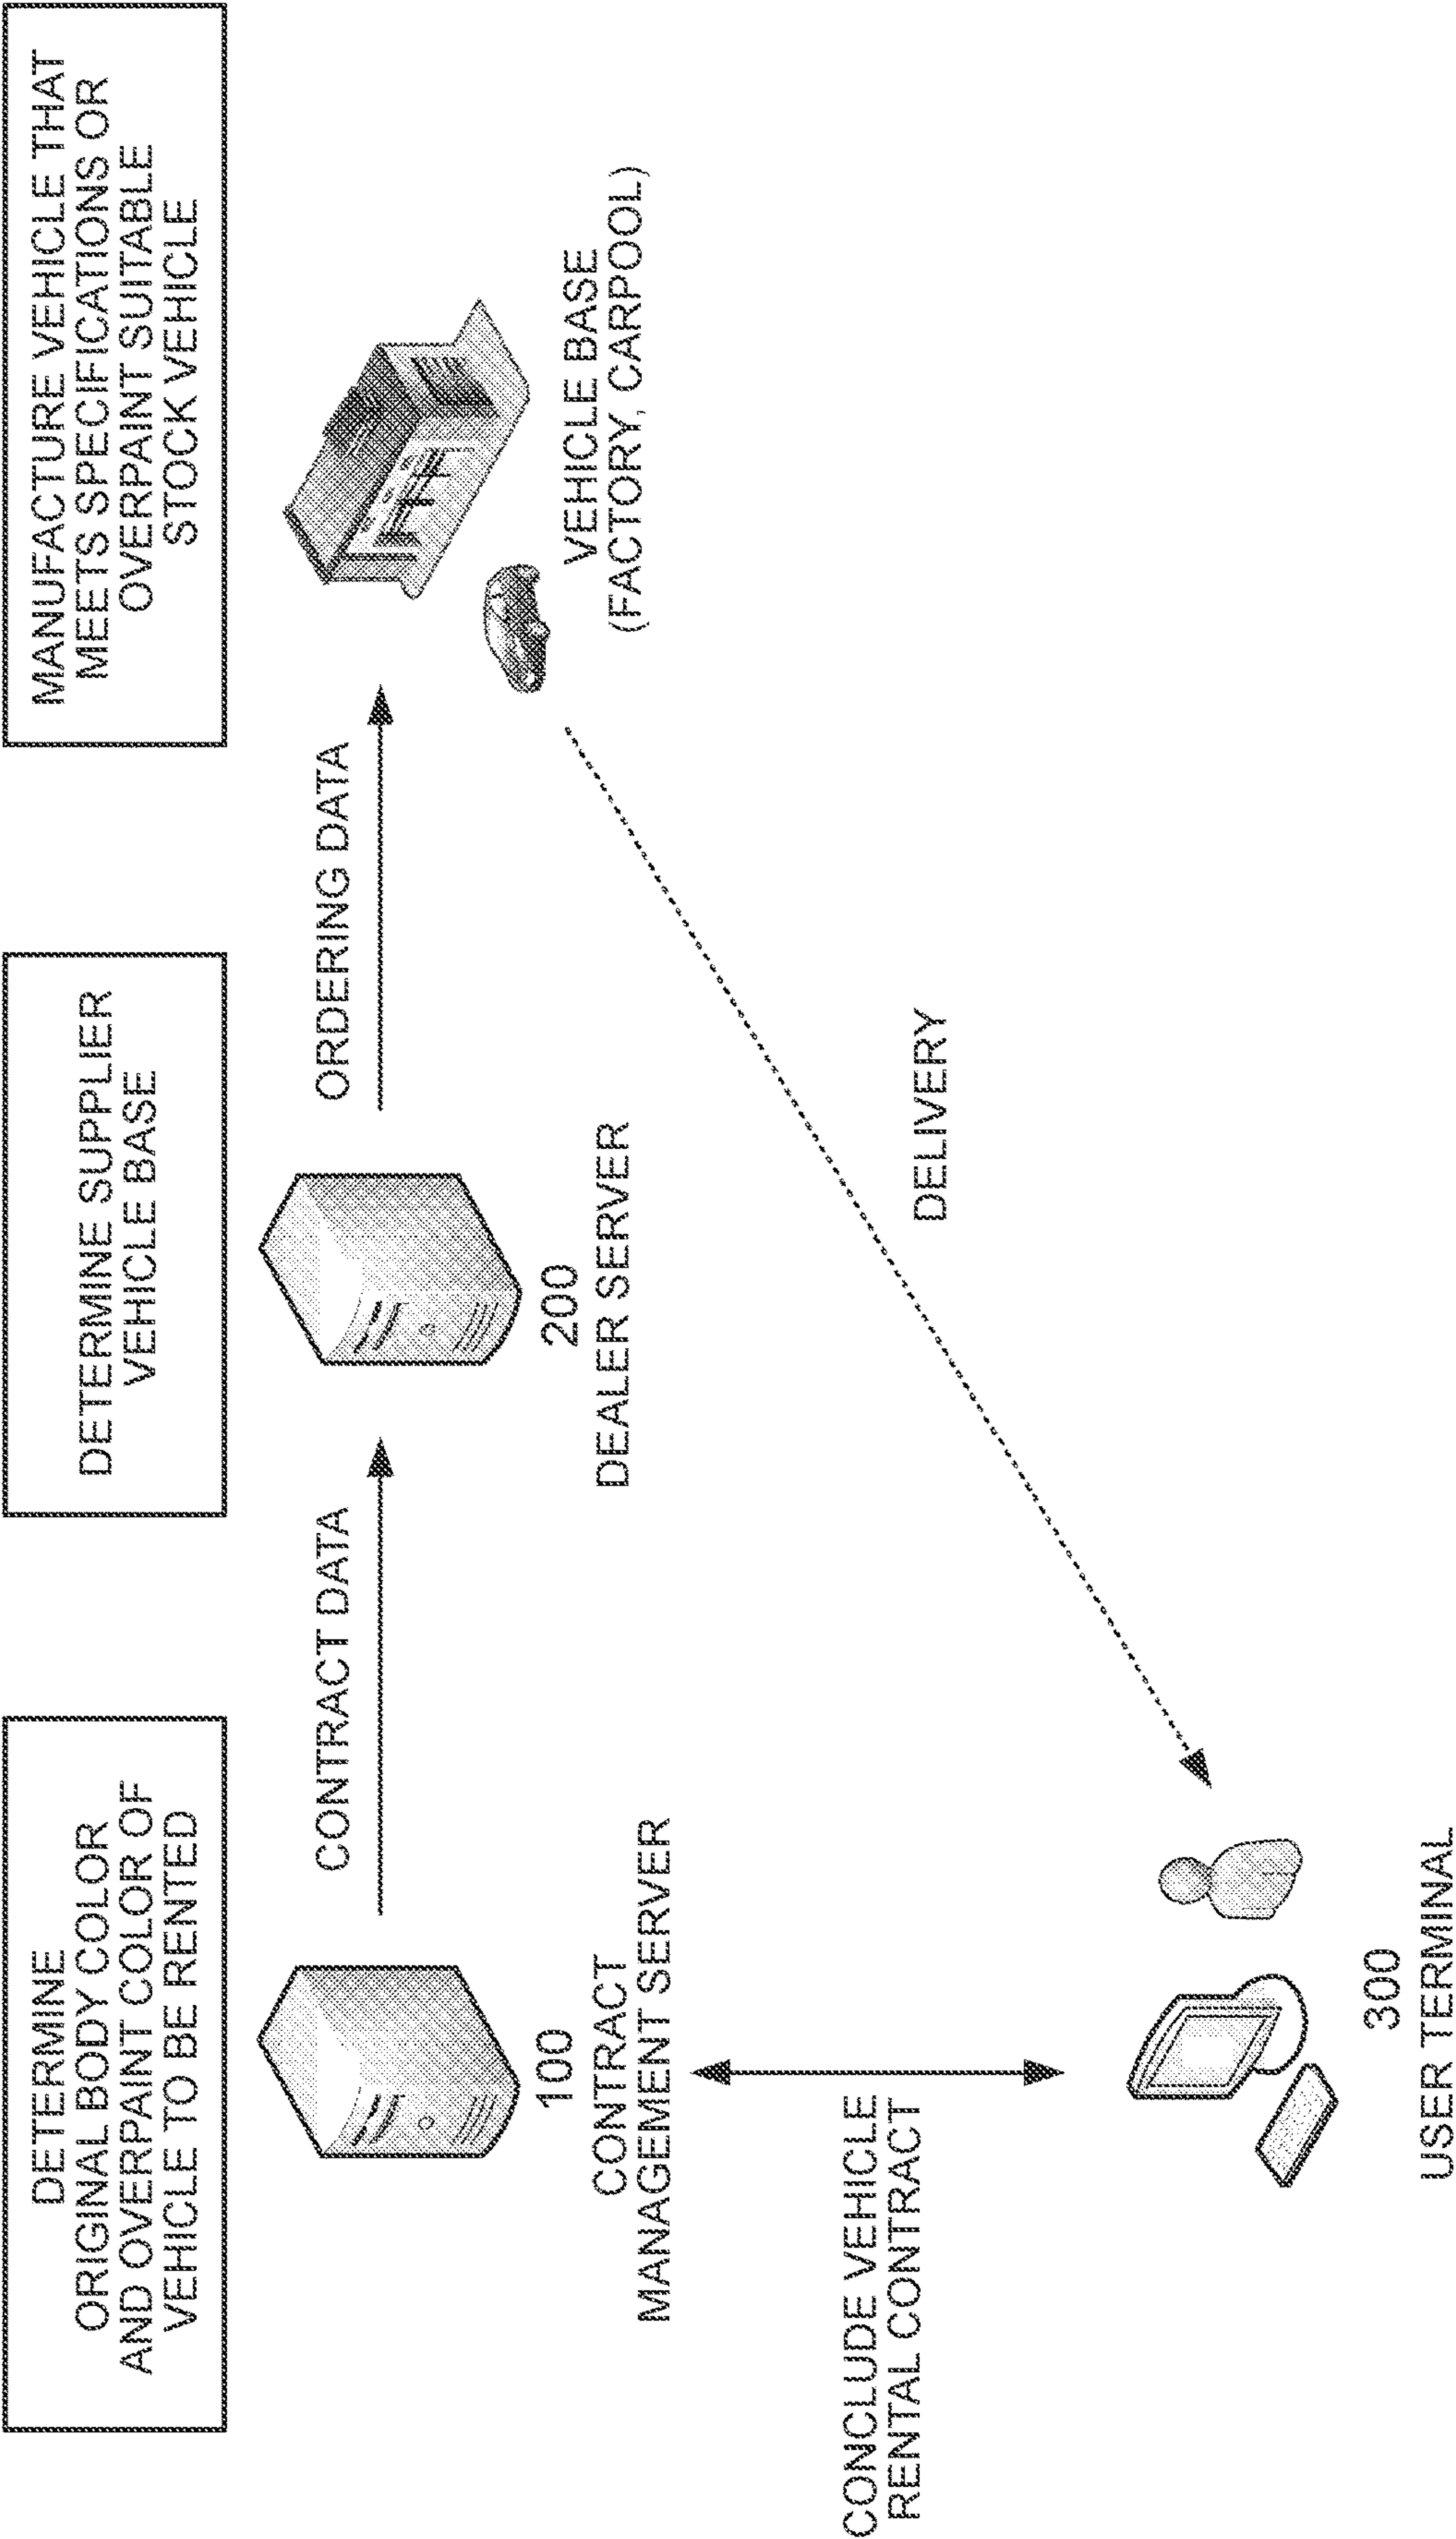 DETERMINE
ORIGINAL BODY COLOR
AND OVERPAINT COLOR OF
VEHICLE TO BE RENTED
DETERMINE SUPPLIER
VEHICLE BASE
MANUFACTURE VEHICLE THAT
MEETS SPECIFICATIONS OR
OVERPAINT SUITABLE
STOCK VEHICLE
CONTRACT DATA
ORDERING DATA
100
CONTRACT
MANAGEMENT SERVER
200
DEALER SERVER
VEHICLE BASE
(FACTORY, CARPOOL)
CONCLUDE VEHICLE
RENTAL CONTRACT
DELIVERY
300
USER TERMINAL